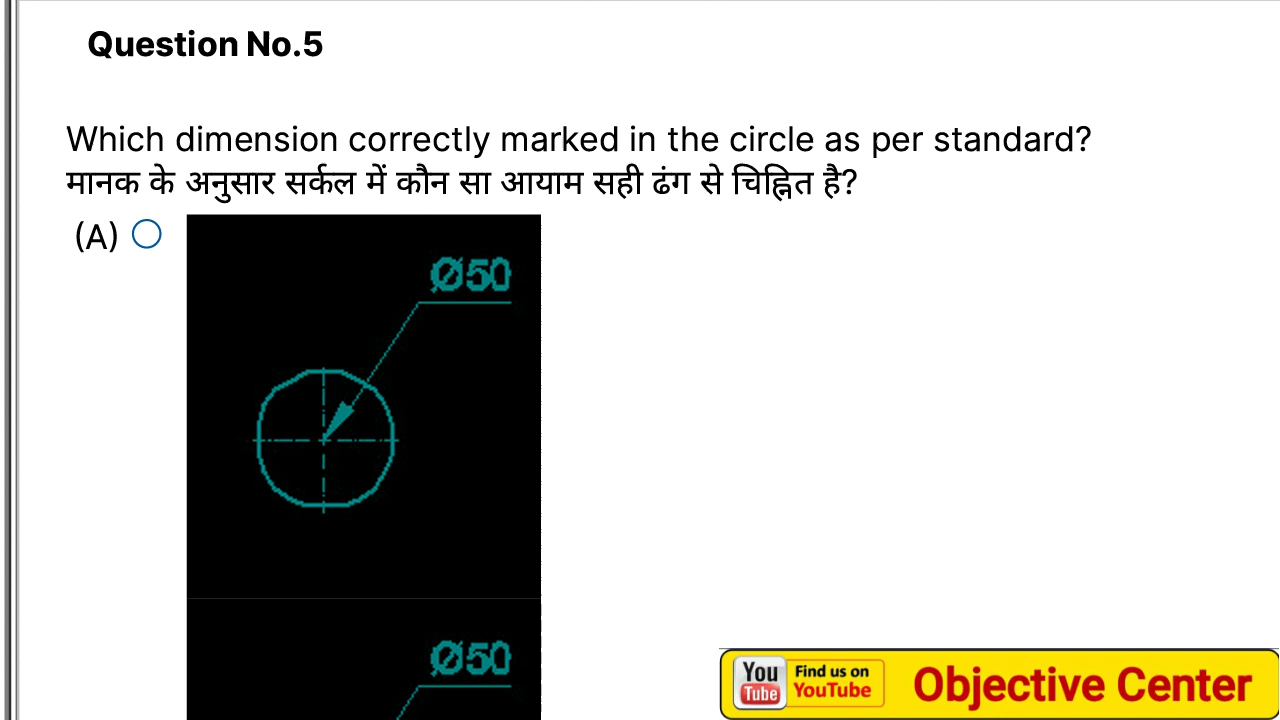 Question No.5
Which dimension correctly marked in the circle as per standard?
मानक के अनुसार सर्कल में कौन सा आयाम सही ढंग से चिह्नित है?
(A)
Ø50
Ø50
You Tube Find us on YouTube Objective Center